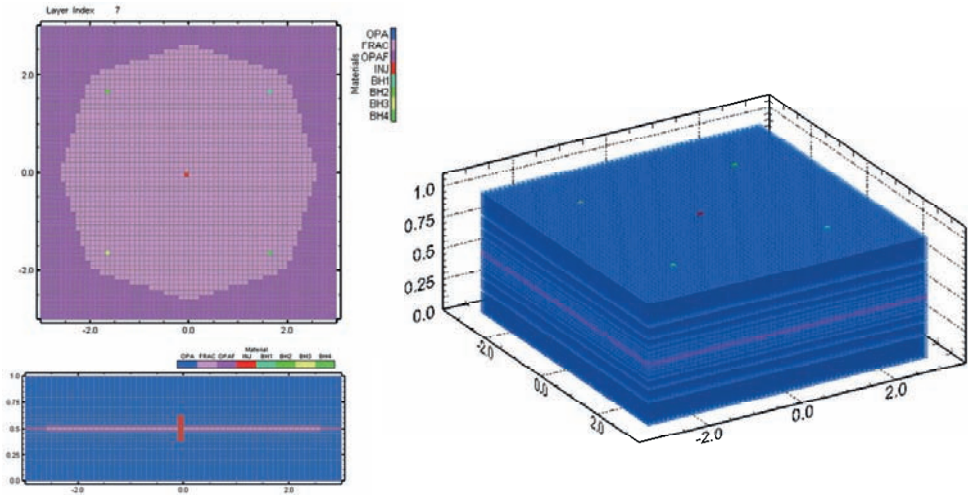 Layer Index 7
2.0
0.0
-2.0
-2.0 0.0 2.0
Materials
OPA
FRAC
OPAF
INJ
BH1
BH2
BH3
BH4
Material
OPA FRAC OPAF INJ BH1 BH2 BH3 BH4
1.0
0.75
0.5
0.25
0.0
-2.0 0.0 2.0
1.0
0.75
0.5
0.25
0.0
-2.0
0.0
2.0
-2.0
0.0
2.0